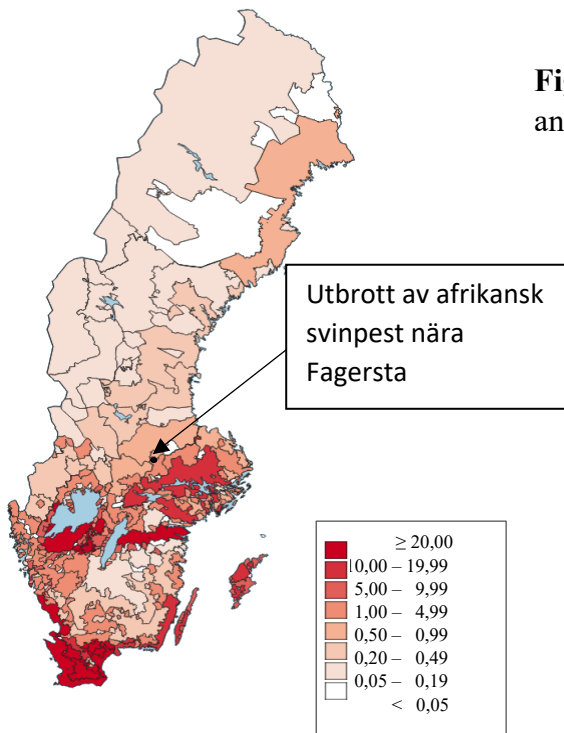 Fi
an
Utbrott av afrikansk
svinpest nära
Fagersta
≥ 20,00
10,00 – 19,99
5,00 – 9,99
1,00 – 4,99
0,50 – 0,99
0,20 – 0,49
0,05 – 0,19
< 0,05